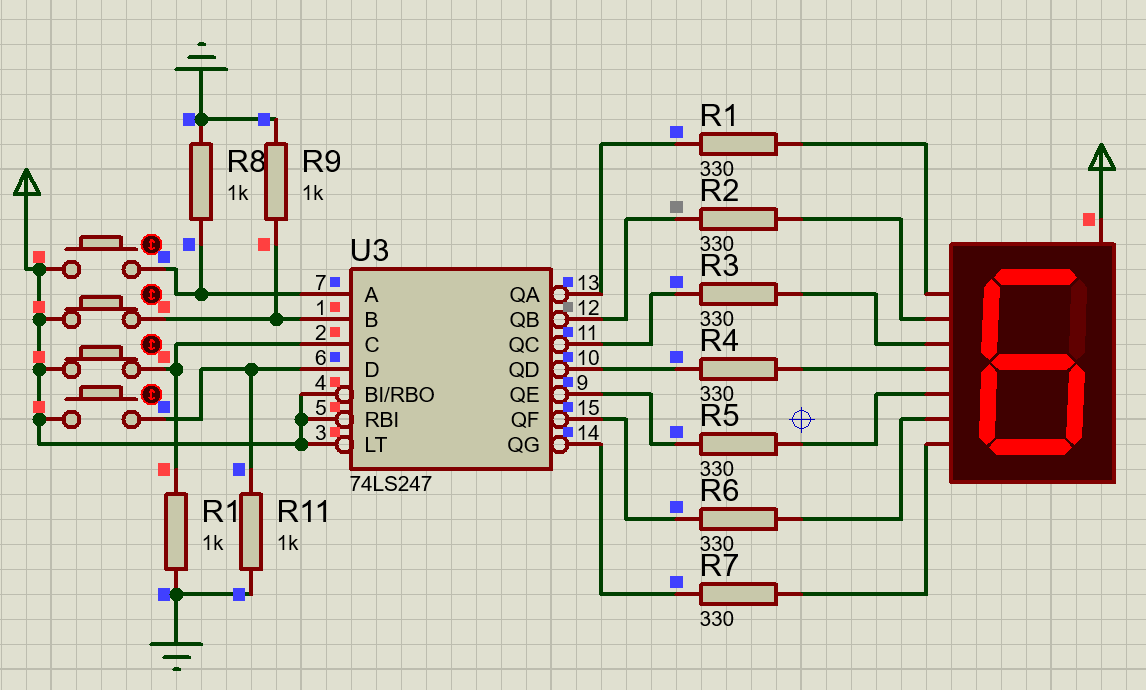 R8
1k
R9
1k
U3
7
A
1
B
2
C
6
D
4
BI/RBO
5
RBI
3
LT
QA
13
QB
12
QC
11
QD
10
QE
9
QF
15
QG
14
74LS247
R1
1k
R11
1k
R1
330
R2
330
R3
330
R4
330
R5
330
R6
330
R7
330
6